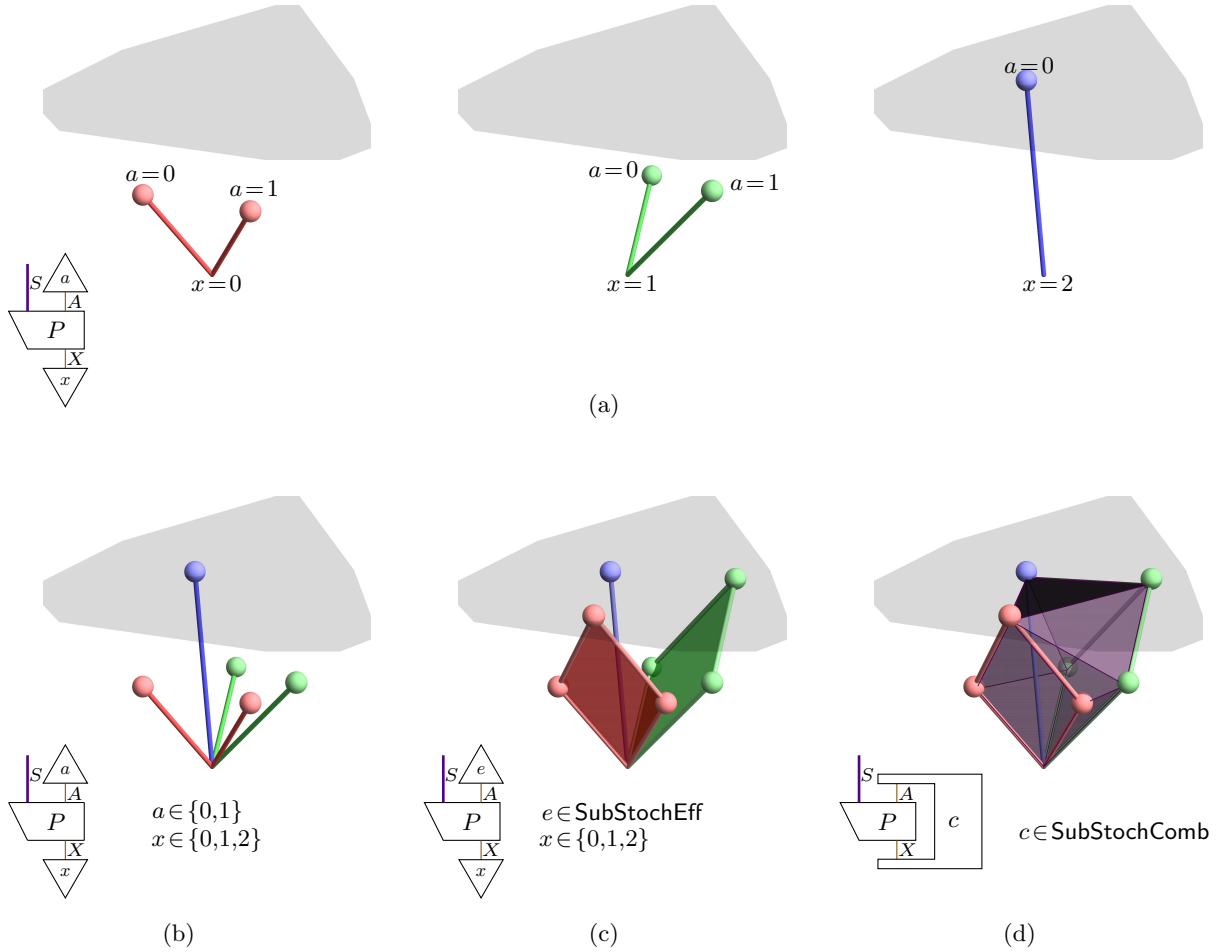 a=0
a=0
a=1
a=0
a=1
x=0
x=1
x=2
S
a
A
P
X
x
(a)
S
a
A
P
X
x
a∈{0,1}
x∈{0,1,2}
S
e
A
P
X
x
e∈SubStochEff
x∈{0,1,2}
S
A
P
c
X
c∈SubStochComb
(b)
(c)
(d)